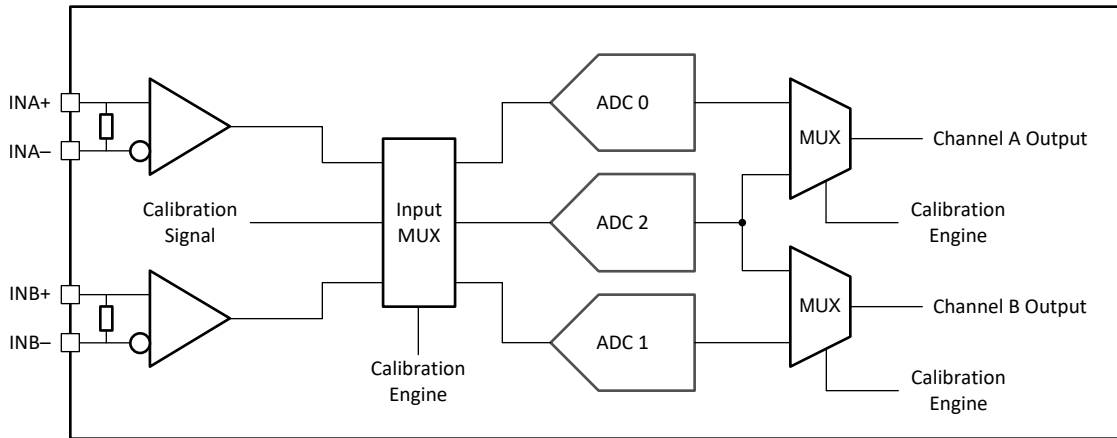 INA+
INA–
INB+
INB–
Calibration
Signal
Input
MUX
Calibration
Engine
ADC 0
ADC 2
ADC 1
MUX
Channel A Output
Calibration
Engine
MUX
Channel B Output
Calibration
Engine